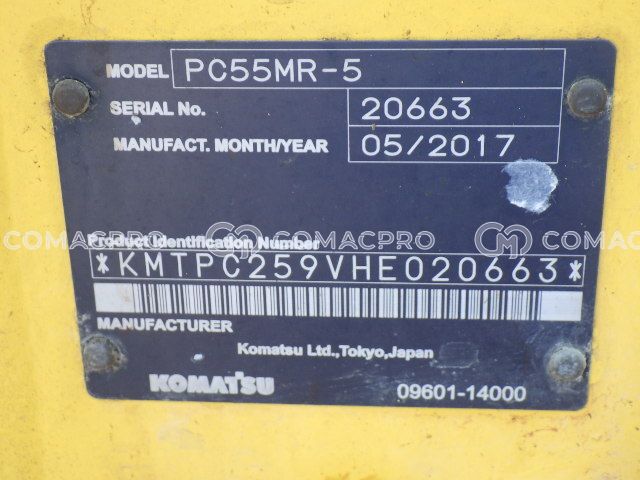 MODEL PC55MR-5
SERIAL No. 20663
MANUFACT. MONTH/YEAR 05/2017
COMACPRO COMACPRO COMACPRO
Product Identification Number
*KMTPC259VHE020663*
MANUFACTURER
Komatsu Ltd.,Tokyo,Japan
KOMATSU 09601-14000